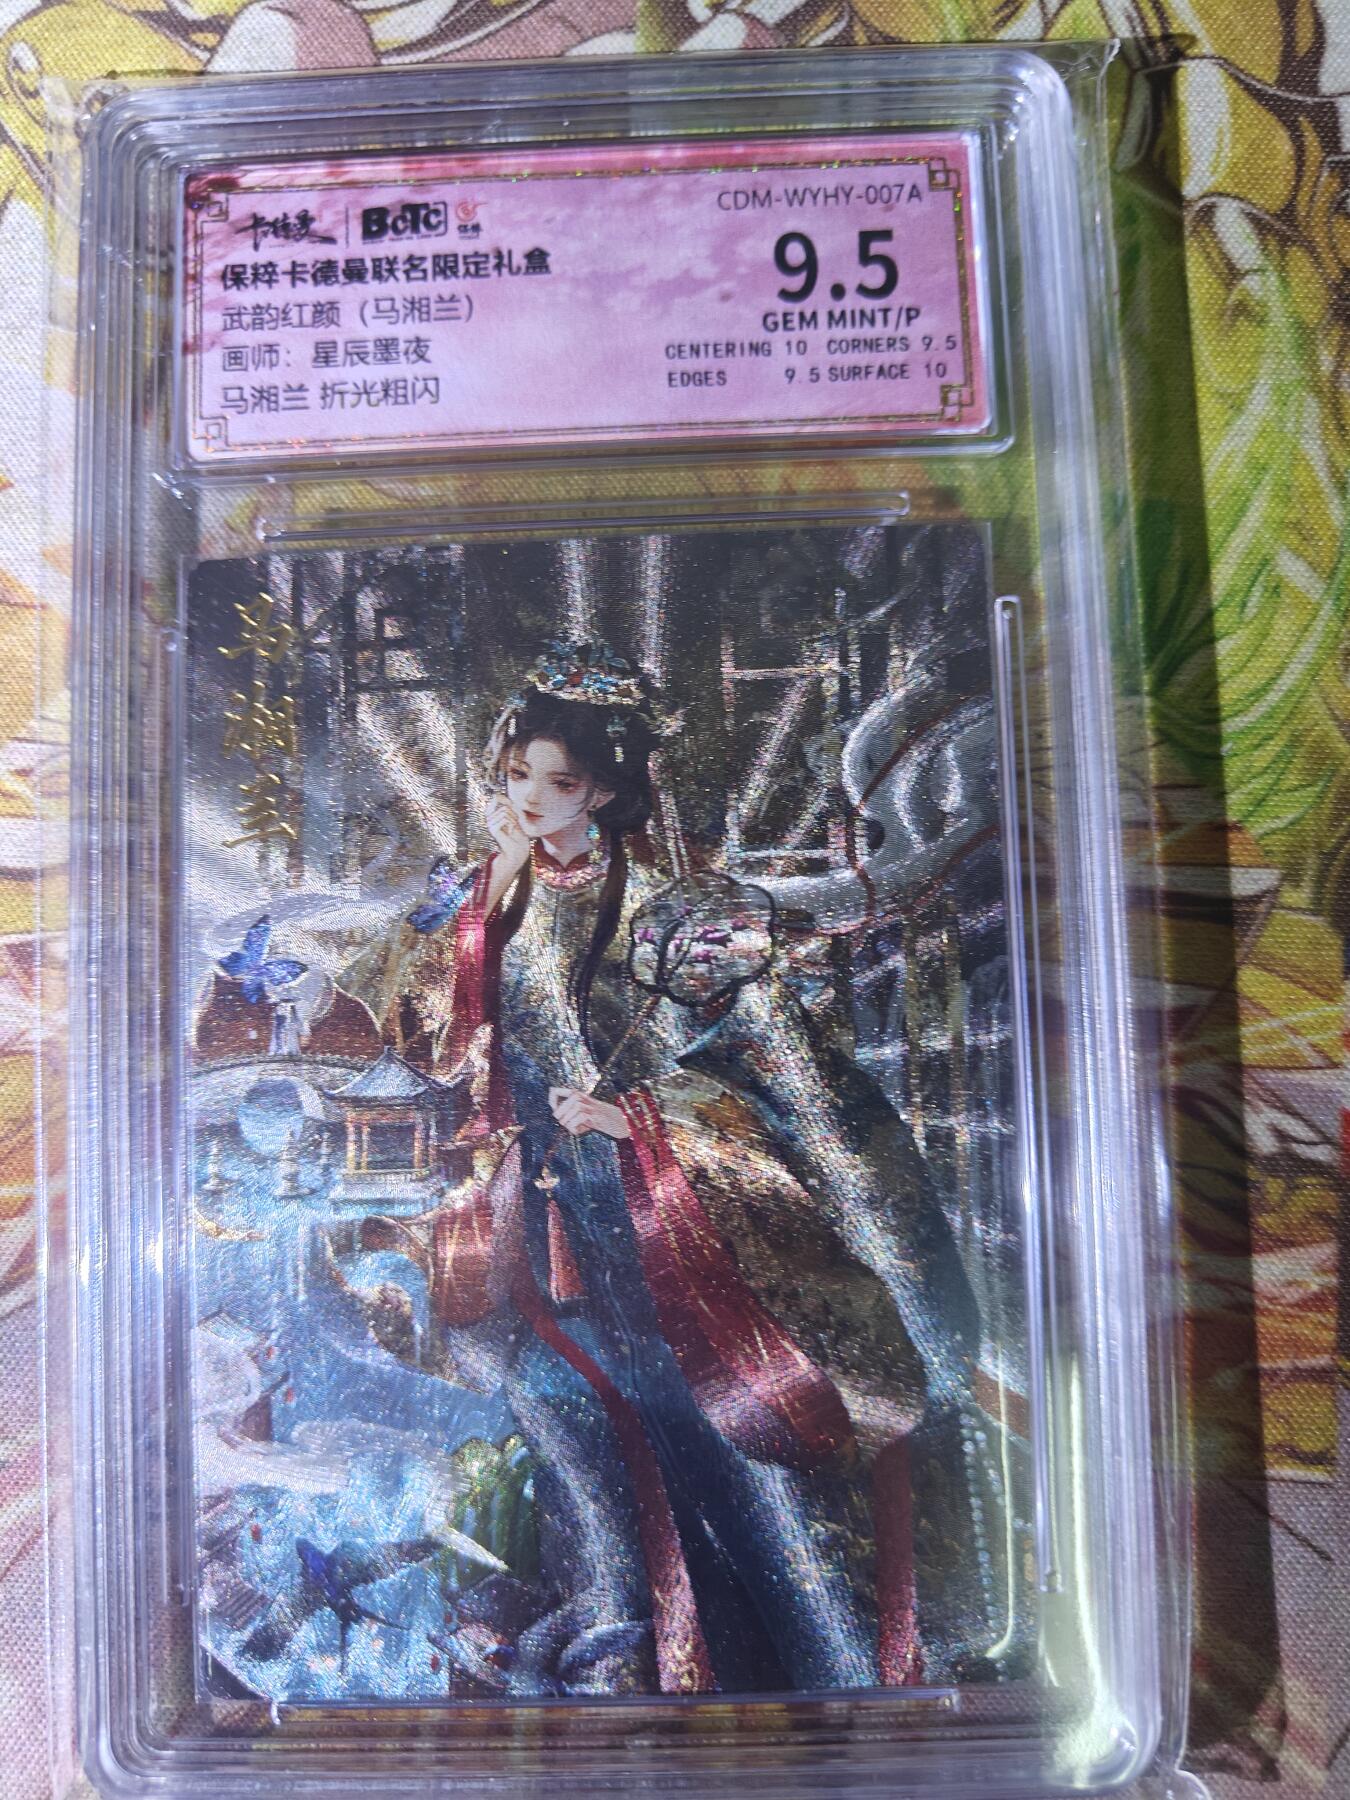 卡德曼 BCTC 保粹
CDM-WYHY-007A
保粹卡德曼联名限定礼盒
武韵红颜（马湘兰）
画师：星辰墨夜
马湘兰 折光粗闪
9.5
GEM MINT/P
CENTERING 10 CORNERS 9.5
EDGES 9.5 SURFACE 10
马湘兰